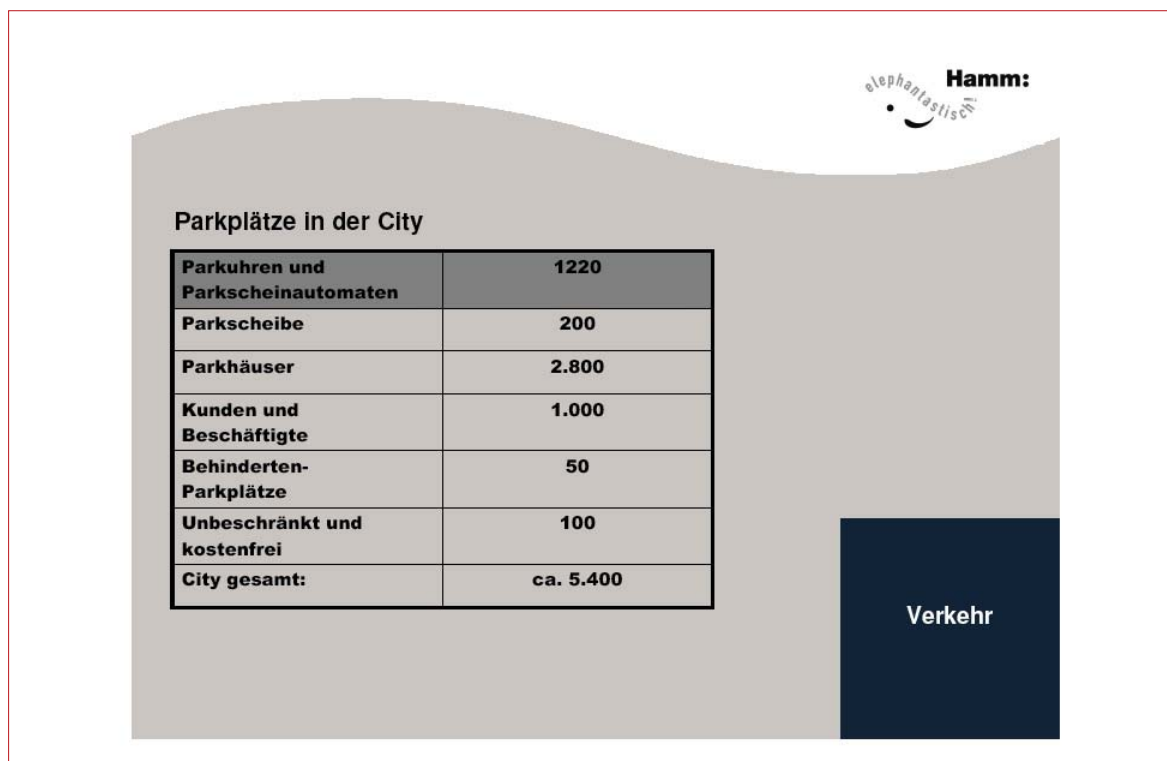 Hamm:
elephantastisch!
Parkplätze in der City
Parkuhren und 1220
Parkscheinautomaten
Parkscheibe 200
Parkhäuser 2.800
Kunden und 1.000
Beschäftigte
Behinderten- 50
Parkplätze
Unbeschränkt und 100
kostenfrei
City gesamt: ca. 5.400
Verkehr